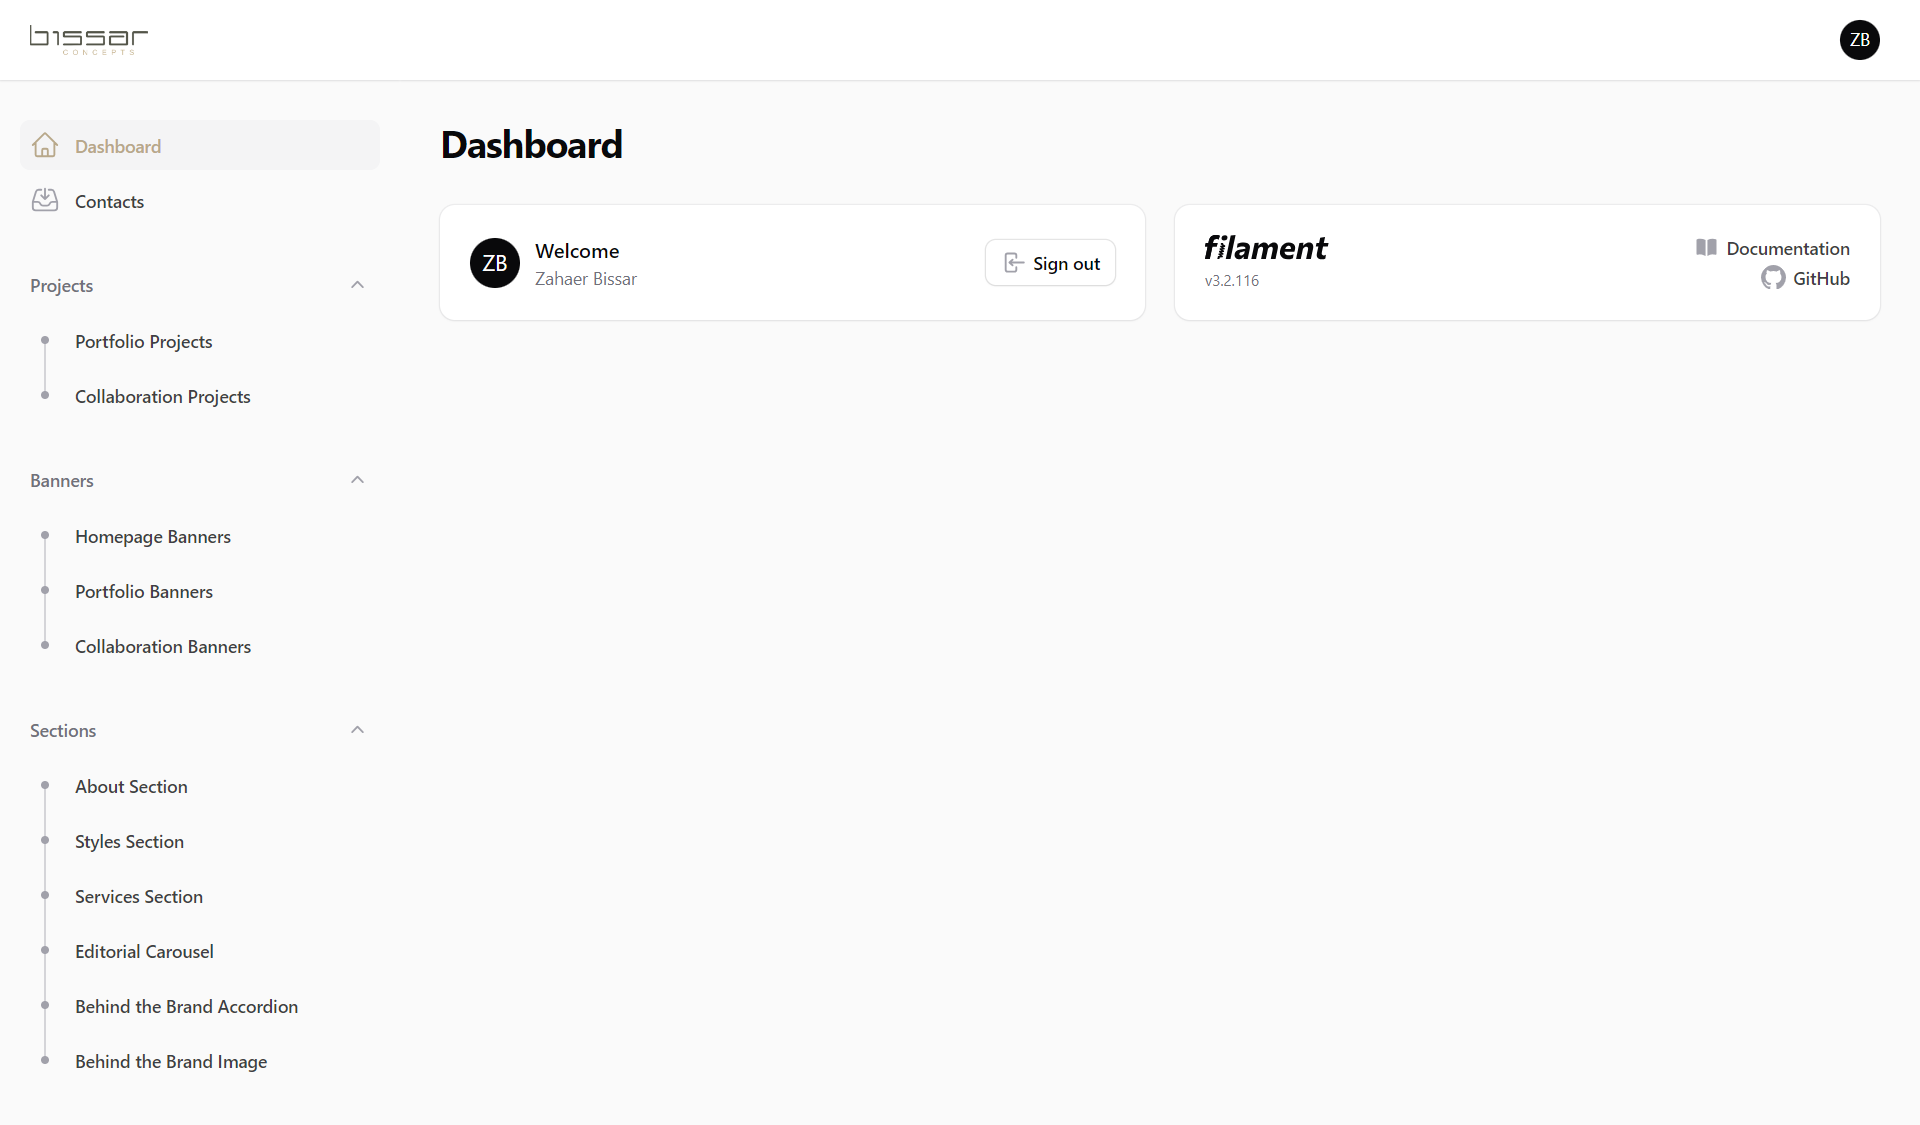 bissar
CONCEPTS
ZB
Dashboard
Contacts
Projects
Portfolio Projects
Collaboration Projects
Banners
Homepage Banners
Portfolio Banners
Collaboration Banners
Sections
About Section
Styles Section
Services Section
Editorial Carousel
Behind the Brand Accordion
Behind the Brand Image
Dashboard
ZB
Welcome
Zahaer Bissar
Sign out
filament
v3.2.116
Documentation
GitHub